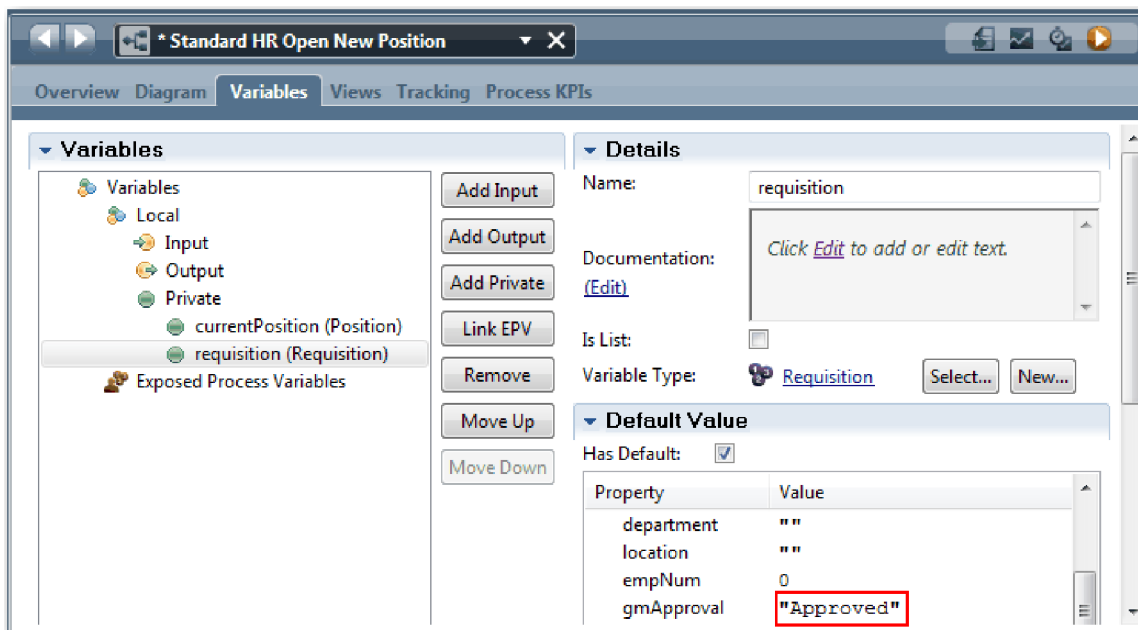 * Standard HR Open New Position
Overview Diagram Variables Views Tracking Process KPIs
Variables
Variables
Local
Input
Output
Private
currentPosition (Position)
requisition (Requisition)
Exposed Process Variables
Add Input
Add Output
Add Private
Link EPV
Remove
Move Up
Move Down
Details
Name: requisition
Documentation: Click Edit to add or edit text.
(Edit)
Is List:
Variable Type: Requisition Select... New...
Default Value
Has Default:
Property Value
department ""
location ""
empNum 0
gmApproval "Approved"